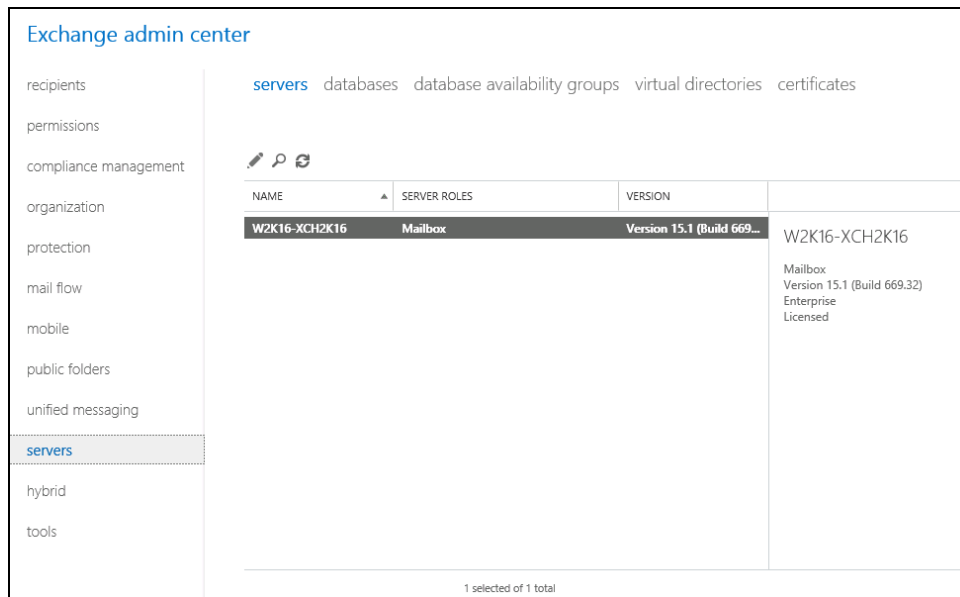 Exchange admin center
recipients
permissions
compliance management
organization
protection
mail flow
mobile
public folders
unified messaging
servers
hybrid
tools
servers databases database availability groups virtual directories certificates
NAME SERVER ROLES VERSION
W2K16-XCH2K16 Mailbox Version 15.1 (Build 669...
W2K16-XCH2K16
Mailbox
Version 15.1 (Build 669.32)
Enterprise
Licensed
1 selected of 1 total